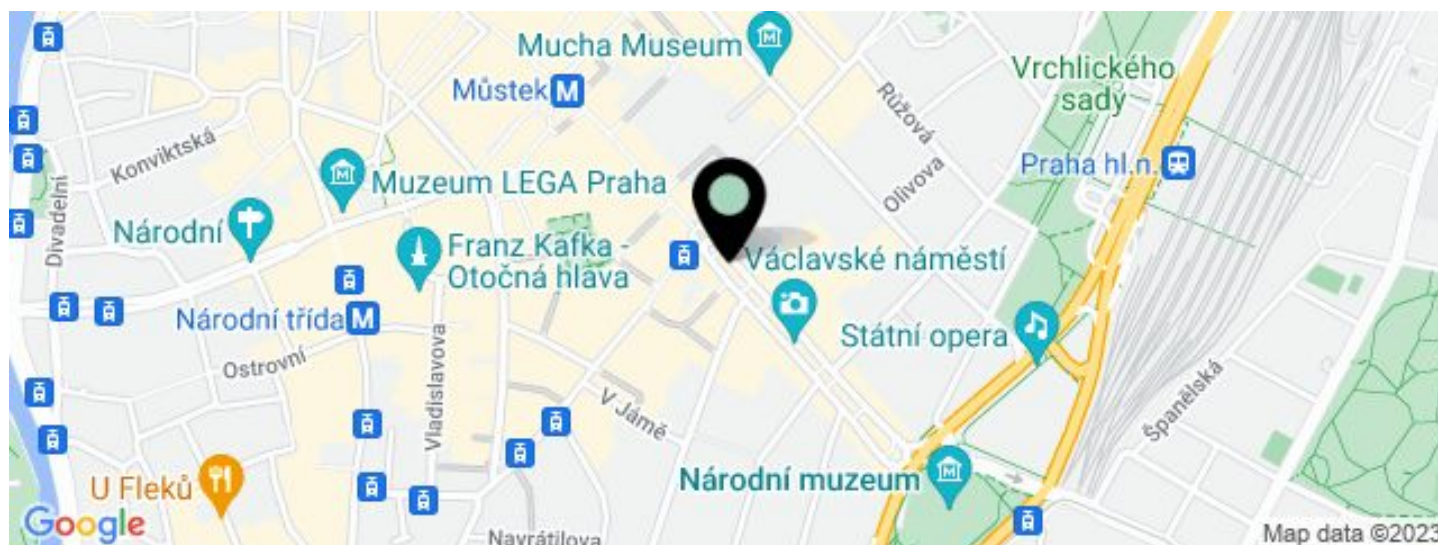 Mucha Museum
Vrchlického
sady
Můstek
M
Růžová
Konviktská
Praha hl.n.
Muzeum LEGA Praha
Olivova
Divadelní
Národní
Franz Kafka -
Otočná hlava
Václavské náměstí
Národní třída
M
Státní opera
Ostrovní
Vladislavova
V Jámě
Španělská
U Fleků
Národní muzeum
Google
Navrátilova
Map data ©2023